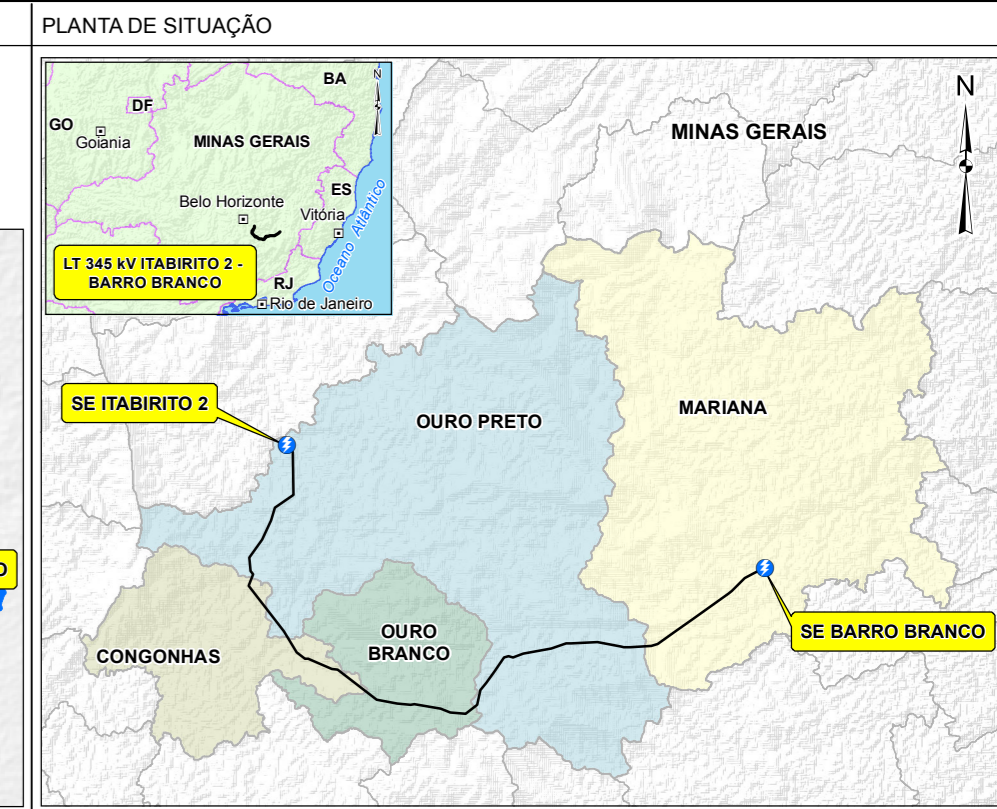 PLANTA DE SITUAÇÃO
BA
N
DF
GO
Goiânia
MINAS GERAIS
ES
Belo Horizonte
Vitória
Oceano Atlântico
LT 345 kV ITABIRITO 2 -
BARRO BRANCO
RJ
Rio de Janeiro
MINAS GERAIS
N
SE ITABIRITO 2
OURO PRETO
MARIANA
O
SE BARRO BRANCO
OURO
BRANCO
CONGONHAS